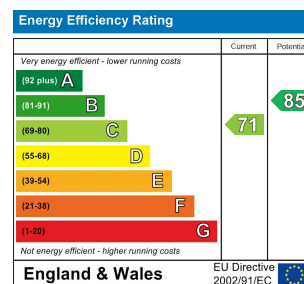 Energy Efficiency Rating
Current Potentia
Very energy efficient - lower running costs
(92 plus) A
(81-91) B
(69-80) C
(55-68) D
(39-54) E
(21-38) F
(1-20) G
71
85
Not energy efficient - higher running costs
England & Wales
EU Directive
2002/91/EC